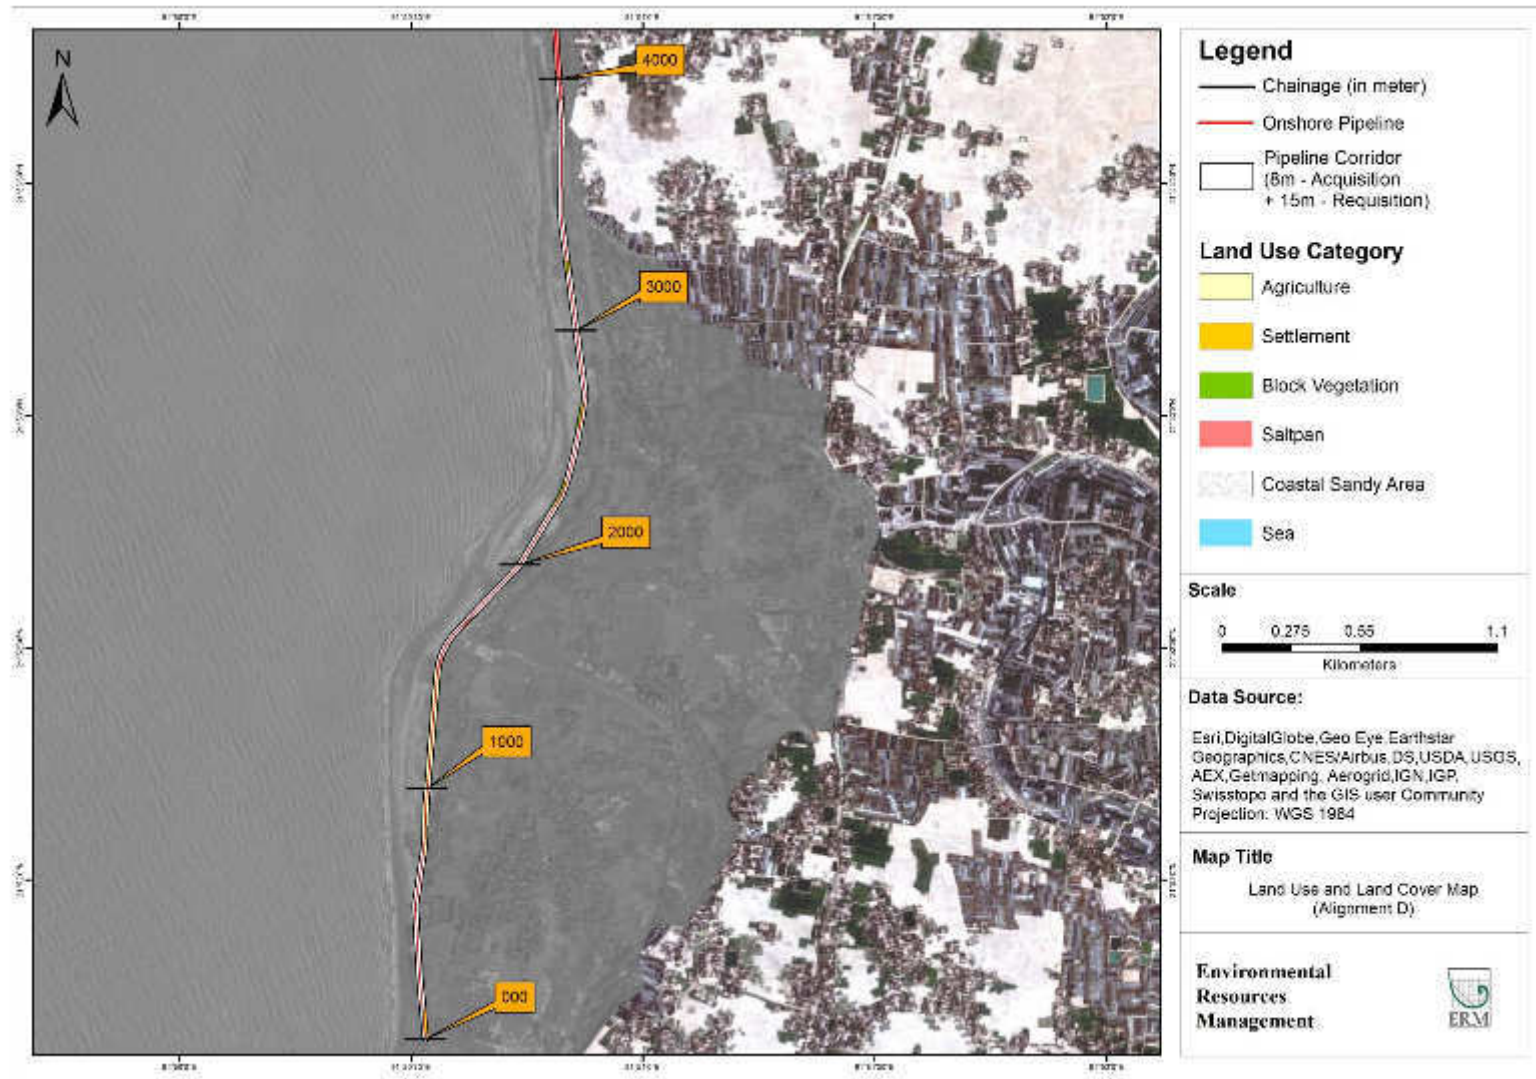 N
4000
3000
2000
1000
000
Legend
Chainage (in meter)
Onshore Pipeline
Pipeline Corridor
(8m - Acquisition
+ 15m - Requisition)
Land Use Category
Agriculture
Settlement
Block Vegetation
Saltpan
Coastal Sandy Area
Sea
Scale
0 0.275 0.55 1.1
Kilometers
Data Source:
Esri,DigitalGlobe,Geo Eye,Earthstar
Geographics,CNES/Airbus,DS,USDA,USGS,
AEX,Getmapping, Aerogrid,IGN,IGP,
Swisstopo and the GIS user Community
Projection: WGS 1984
Map Title
Land Use and Land Cover Map
(Alignment D)
Environmental
Resources
Management
ERM